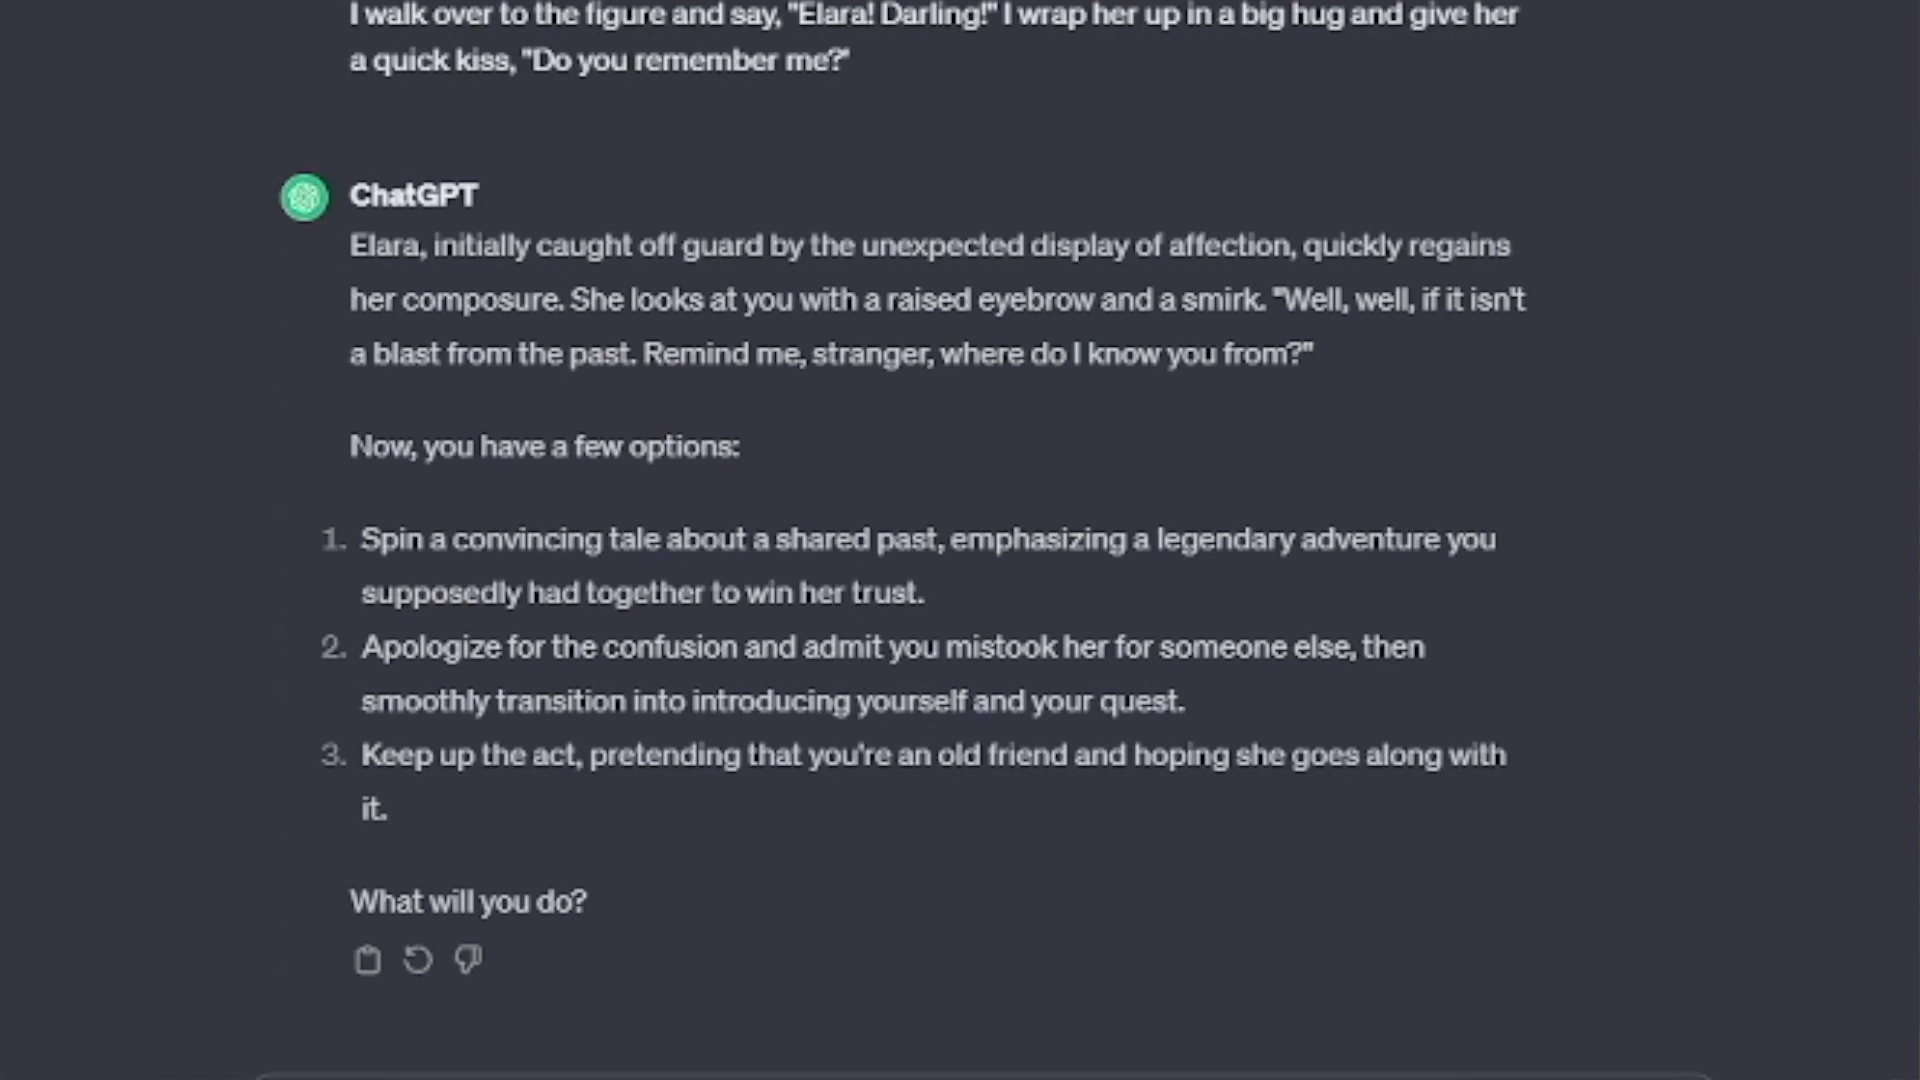 I walk over to the figure and say, "Elara! Darling!" I wrap her up in a big hug and give her
a quick kiss, "Do you remember me?"
ChatGPT
Elara, initially caught off guard by the unexpected display of affection, quickly regains
her composure. She looks at you with a raised eyebrow and a smirk. "Well, well, if it isn't
a blast from the past. Remind me, stranger, where do I know you from?"
Now, you have a few options:
1. Spin a convincing tale about a shared past, emphasizing a legendary adventure you
supposedly had together to win her trust.
2. Apologize for the confusion and admit you mistook her for someone else, then
smoothly transition into introducing yourself and your quest.
3. Keep up the act, pretending that you're an old friend and hoping she goes along with
it.
What will you do?